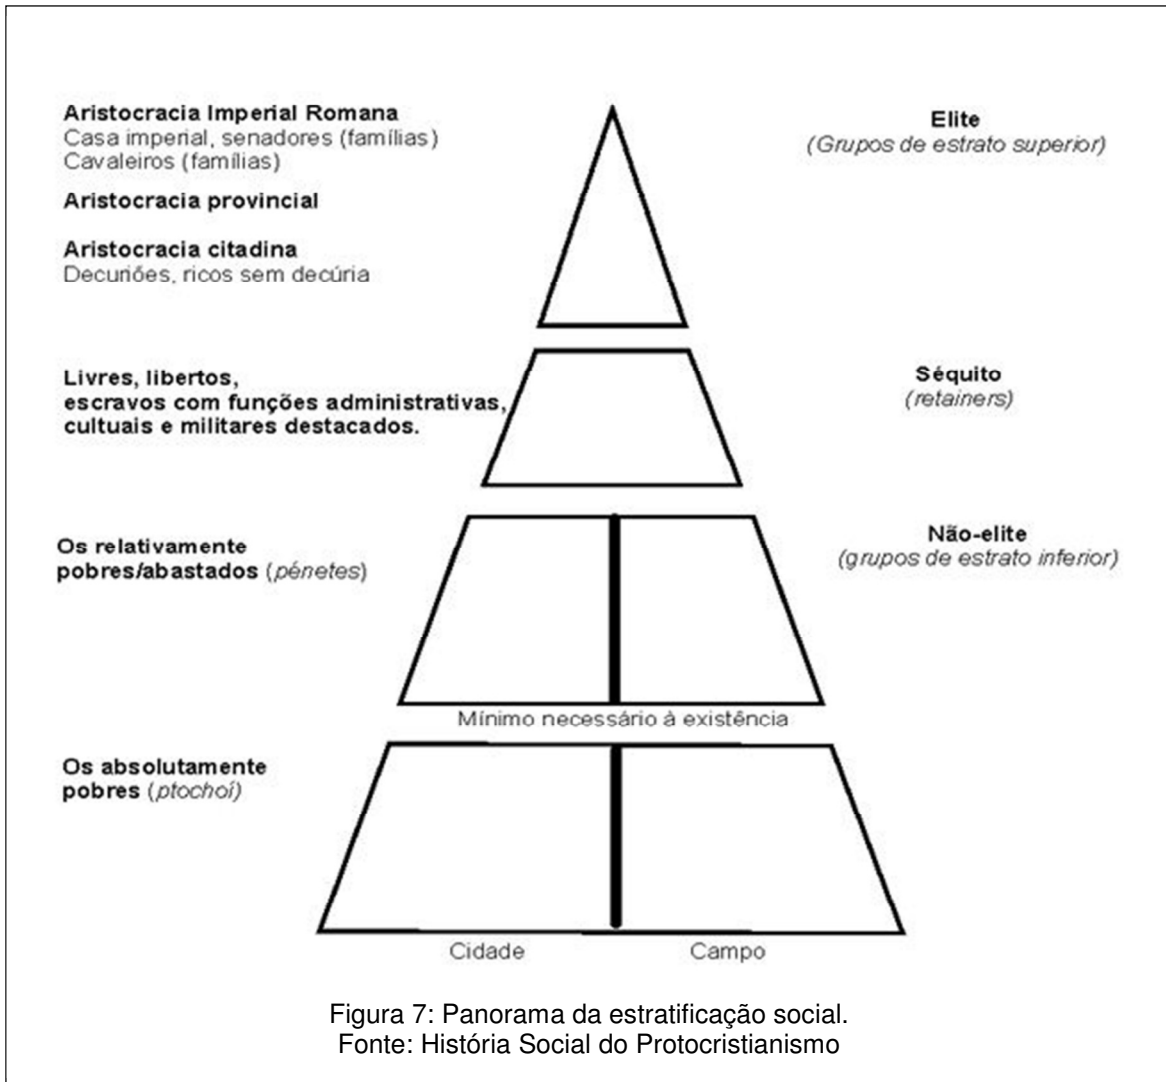 Aristocracia Imperial Romana
Casa imperial, senadores (famílias)
Cavaleiros (famílias)
Aristocracia provincial
Aristocracia citadina
Decuriões, ricos sem decúria
Elite
(Grupos de estrato superior)
Livres, libertos,
escravos com funções administrativas,
cultuais e militares destacados.
Séquito
(retainers)
Os relativamente
pobres/abastados (pénetes)
Não-elite
(grupos de estrato inferior)
Mínimo necessário à existência
Os absolutamente
pobres (ptochoí)
Cidade
Campo
Figura 7: Panorama da estratificação social.
Fonte: História Social do Protocristianismo